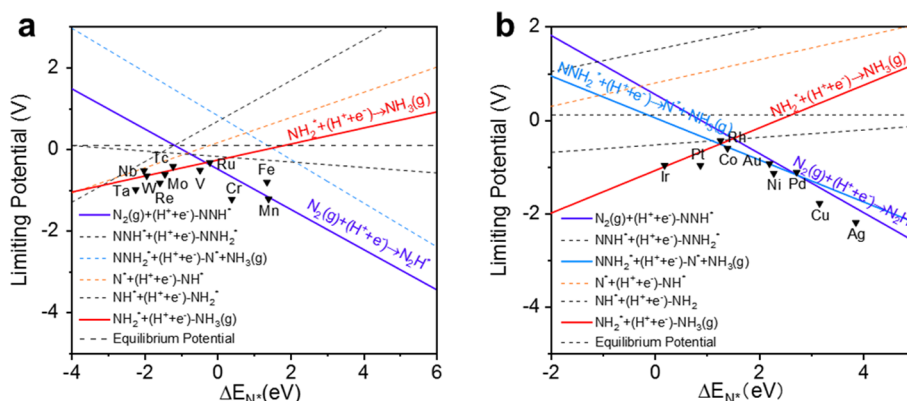 a
Limiting Potential (V)
2
0
-2
-4
NH₂*+(H⁺+e⁻)→NH₃(g)
N₂(g)+(H⁺+e⁻)→N₂H*
Tc
Nb
Ru
Fe
Ta
W
Mo
V
Re
Cr
Mn
N₂(g)+(H⁺+e⁻)-NNH*
NNH*+(H⁺+e⁻)-NNH₂*
NNH₂*+(H⁺+e⁻)-N*+NH₃(g)
N*+(H⁺+e⁻)-NH*
NH*+(H⁺+e⁻)-NH₂*
NH₂*+(H⁺+e⁻)-NH₃(g)
Equilibrium Potential
-4 -2 0 2 4 6
ΔE_N*(eV)
b
Limiting Potential (V)
2
0
-2
-4
NNH₂*+(H⁺+e⁻)→N*+NH₃(g)
NH₂*+(H⁺+e⁻)→NH₃(g)
N₂(g)+(H⁺+e⁻)→N₂H
Rh
Pt
Co
Au
Ir
Ni
Pd
Cu
Ag
N₂(g)+(H⁺+e⁻)-NNH*
NNH*+(H⁺+e⁻)-NNH₂*
NNH₂*+(H⁺+e⁻)-N*+NH₃(g)
N*+(H⁺+e⁻)-NH*
NH*+(H⁺+e⁻)-NH₂
NH₂*+(H⁺+e⁻)-NH₃(g)
Equilibrium Potential
-2 0 2 4
ΔE_N*(eV)